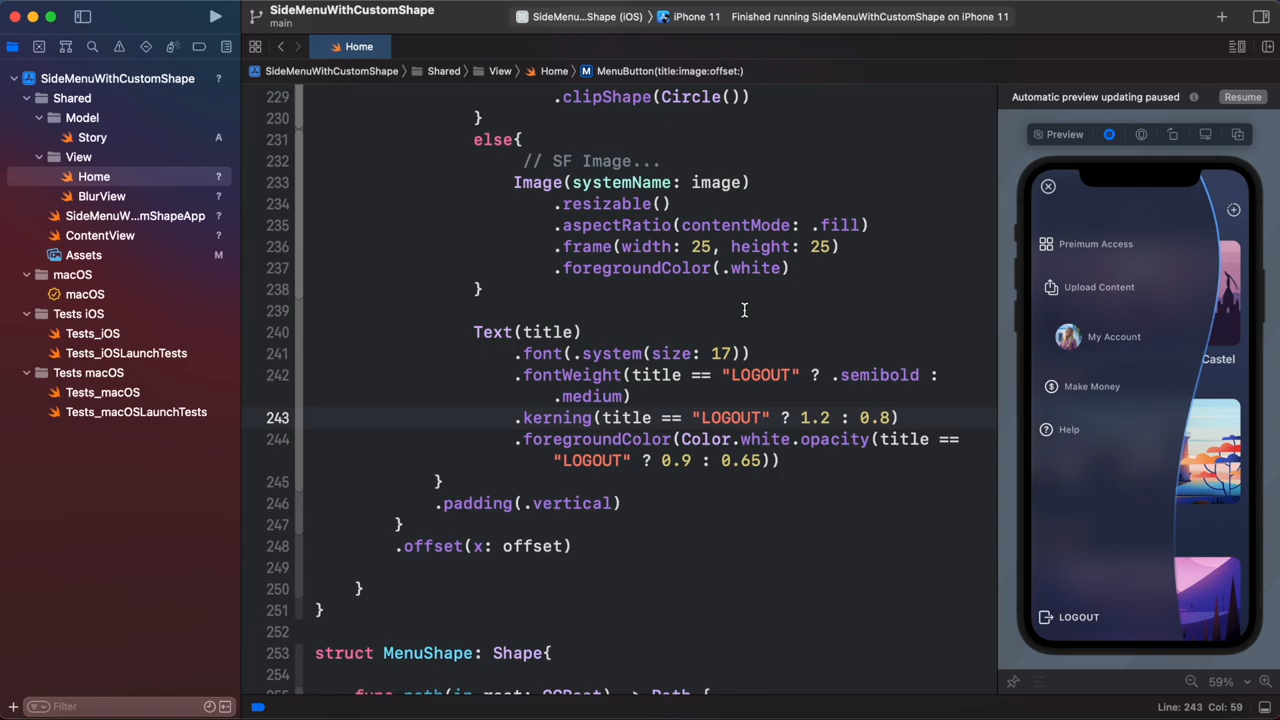 SideMenuWithCustomShape
main
SideMenu...Shape (iOS) iPhone 11
Finished running SideMenuWithCustomShape on iPhone 11
Home
SideMenuWithCustomShape Shared View Home M MenuButton(title:image:offset:)
SideMenuWithCustomShape ?
Shared
Model
Story A
View
Home ?
BlurView ?
SideMenuW...mShapeApp ?
ContentView ?
Assets M
macOS
macOS
Tests iOS
Tests_iOS
Tests_iOSLaunchTests
Tests macOS
Tests_macOS
Tests_macOSLaunchTests
Filter
229 .clipShape(Circle())
230 }
231 else{
232 // SF Image...
233 Image(systemName: image)
234 .resizable()
235 .aspectRatio(contentMode: .fill)
236 .frame(width: 25, height: 25)
237 .foregroundColor(.white)
238 }
239
240 Text(title)
241 .font(.system(size: 17))
242 .fontWeight(title == "LOGOUT" ? .semibold :
.medium)
243 .kerning(title == "LOGOUT" ? 1.2 : 0.8)
244 .foregroundColor(Color.white.opacity(title ==
"LOGOUT" ? 0.9 : 0.65))
245 }
246 .padding(.vertical)
247 }
248 .offset(x: offset)
249
250 }
251 }
252
253 struct MenuShape: Shape{
254
Automatic preview updating paused Resume
Preview
Preimum Access
Upload Content
My Account
Castel
Make Money
Help
LOGOUT
59%
Line: 243 Col: 59